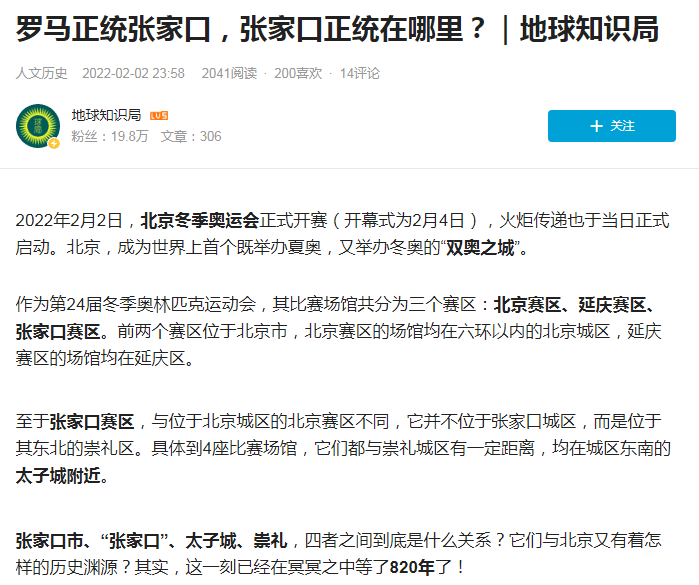 罗马正统张家口，张家口正统在哪里？｜地球知识局
人文历史 2022-02-02 23:58 2041阅读 · 200喜欢 · 14评论
球局
地球知识局 LV5
粉丝：19.8万 文章：306
+ 关注
2022年2月2日，北京冬季奥运会正式开赛（开幕式为2月4日），火炬传递也于当日正式
启动。北京，成为世界上首个既举办夏奥，又举办冬奥的“双奥之城”。
作为第24届冬季奥林匹克运动会，其比赛场馆共分为三个赛区：北京赛区、延庆赛区、
张家口赛区。前两个赛区位于北京市，北京赛区的场馆均在六环以内的北京城区，延庆
赛区的场馆均在延庆区。
至于张家口赛区，与位于北京城区的北京赛区不同，它并不位于张家口城区，而是位于
其东北的崇礼区。具体到4座比赛场馆，它们都与崇礼城区有一定距离，均在城区东南的
太子城附近。
张家口市、“张家口”、太子城、崇礼，四者之间到底是什么关系？它们与北京又有着怎
样的历史渊源？其实，这一刻已经在冥冥之中等了820年了！